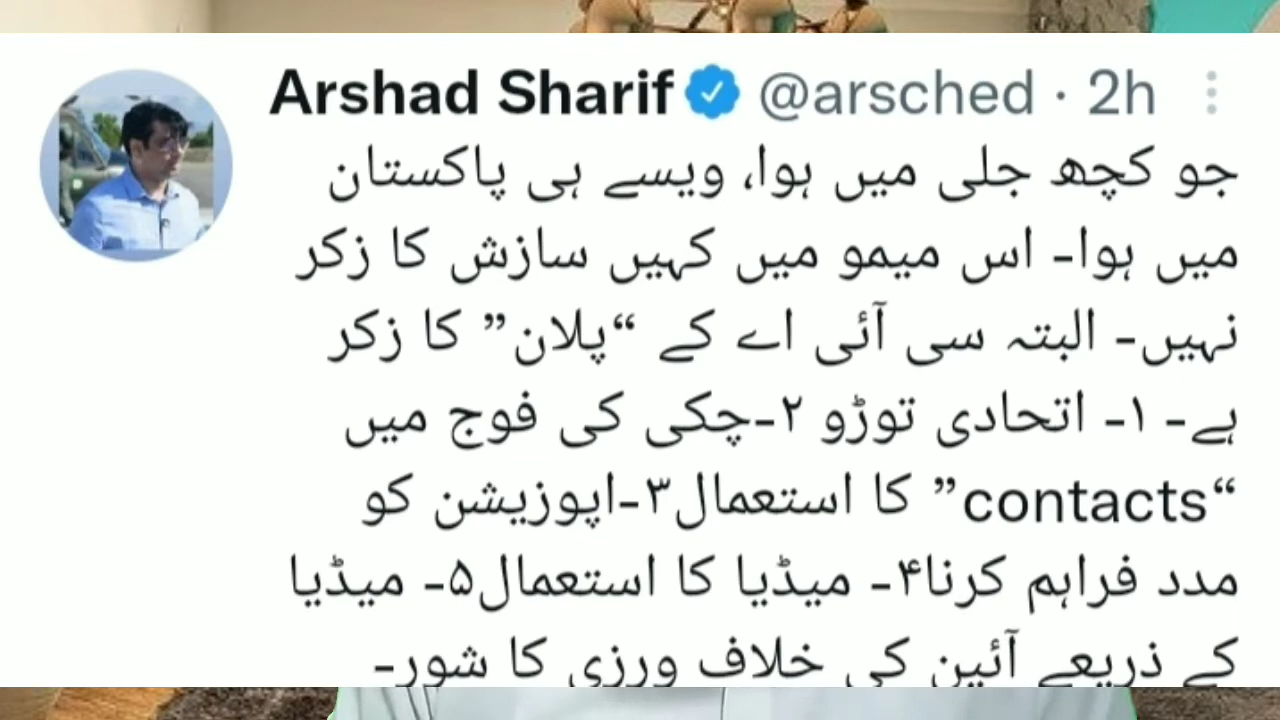 Arshad Sharif @arsched · 2h
جو کچھ جلی میں ہوا، ویسے ہی پاکستان
میں ہوا۔ اس میمو میں کہیں سازش کا زکر
نہیں۔ البتہ سی آئی اے کے “پلان” کا زکر
ہے۔ ۱۔ اتحادی توڑو ۲۔چکی کی فوج میں
“contacts” کا استعمال۳۔اپوزیشن کو
مدد فراہم کرنا۴۔ میڈیا کا استعمال۵۔ میڈیا
کے ذریعے آئین کی خلاف ورزی کا شور۔